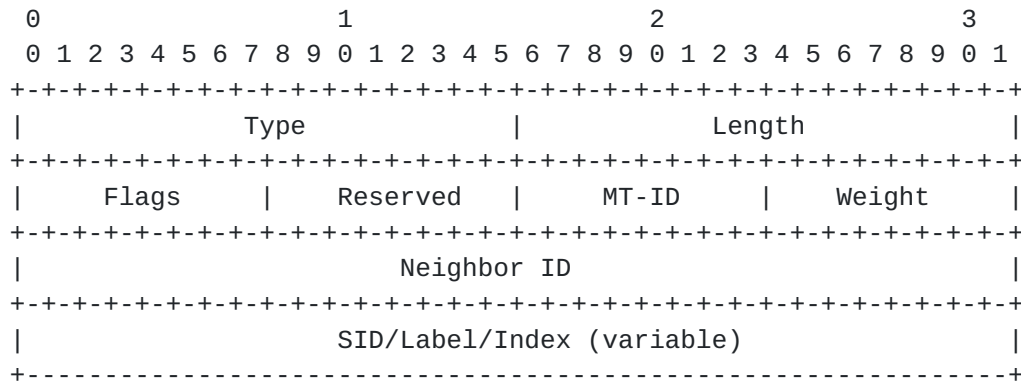 0                   1                   2                   3
0 1 2 3 4 5 6 7 8 9 0 1 2 3 4 5 6 7 8 9 0 1 2 3 4 5 6 7 8 9 0 1
+-+-+-+-+-+-+-+-+-+-+-+-+-+-+-+-+-+-+-+-+-+-+-+-+-+-+-+-+-+-+-+-+
|              Type             |            Length             |
+-+-+-+-+-+-+-+-+-+-+-+-+-+-+-+-+-+-+-+-+-+-+-+-+-+-+-+-+-+-+-+-+
|     Flags     |    Reserved   |     MT-ID     |    Weight     |
+-+-+-+-+-+-+-+-+-+-+-+-+-+-+-+-+-+-+-+-+-+-+-+-+-+-+-+-+-+-+-+-+
|                        Neighbor ID                            |
+-+-+-+-+-+-+-+-+-+-+-+-+-+-+-+-+-+-+-+-+-+-+-+-+-+-+-+-+-+-+-+-+
|                    SID/Label/Index (variable)                 |
+---------------------------------------------------------------+